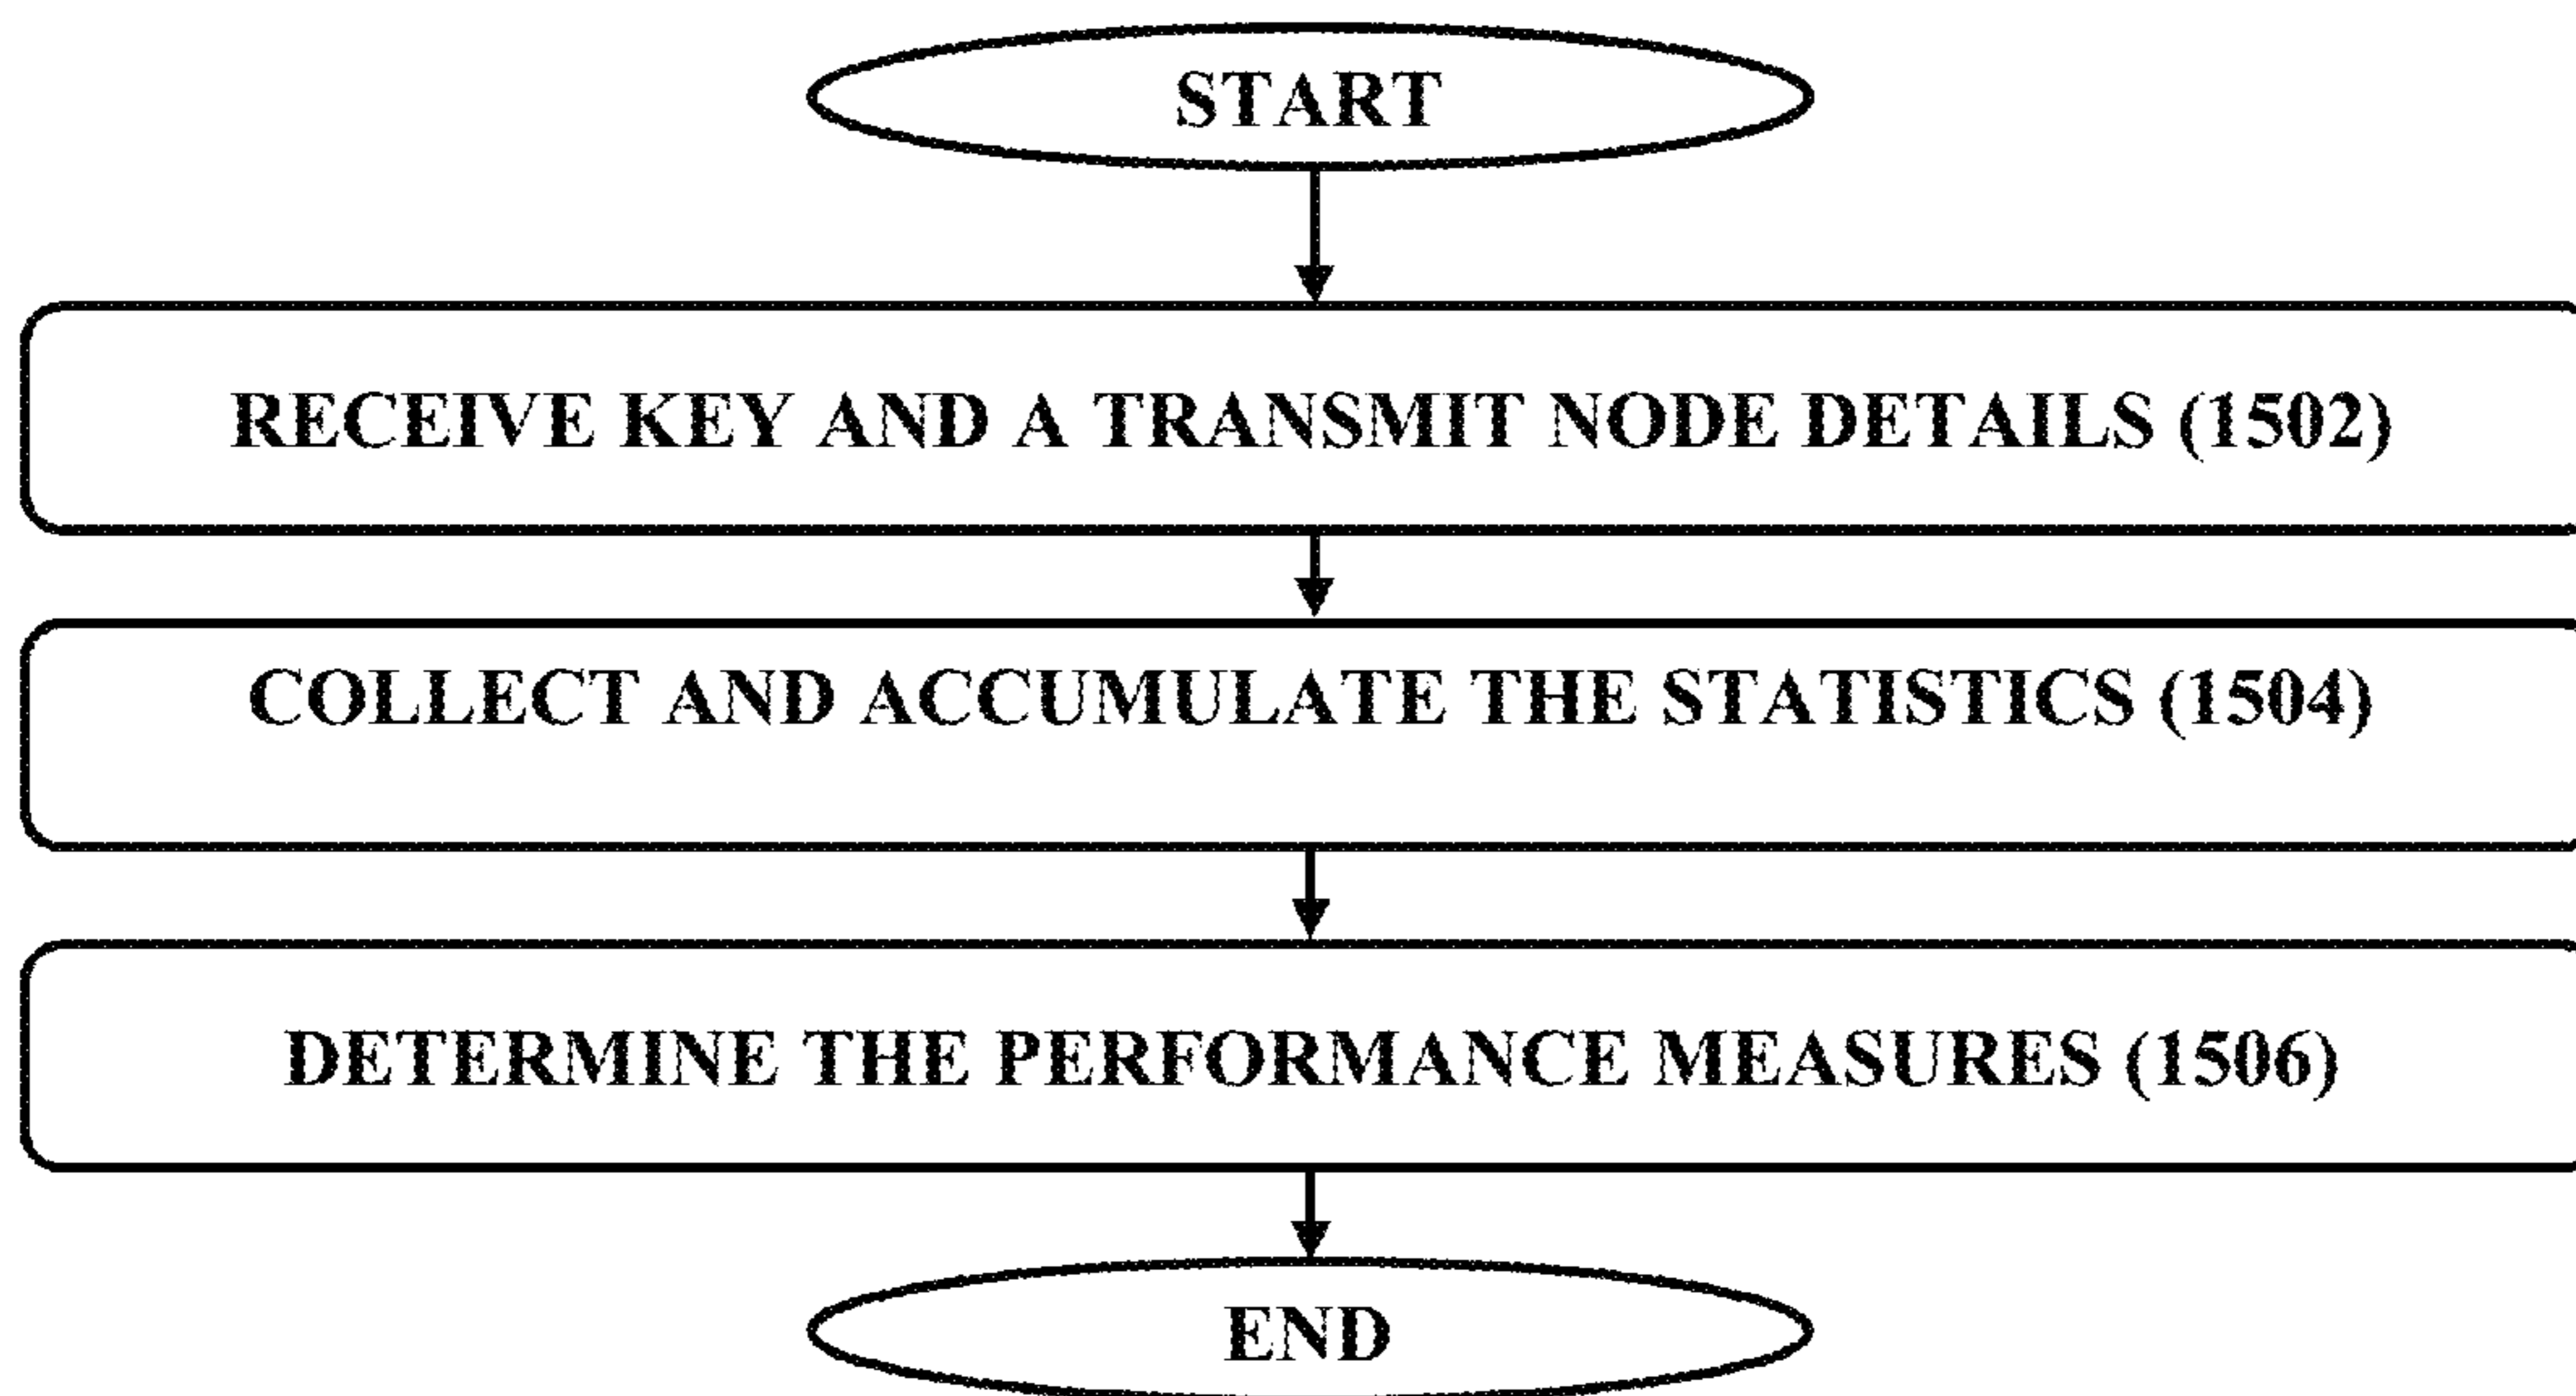 START
RECEIVE KEY AND A TRANSMIT NODE DETAILS (1502)
COLLECT AND ACCUMULATE THE STATISTICS (1504)
DETERMINE THE PERFORMANCE MEASURES (1506)
END